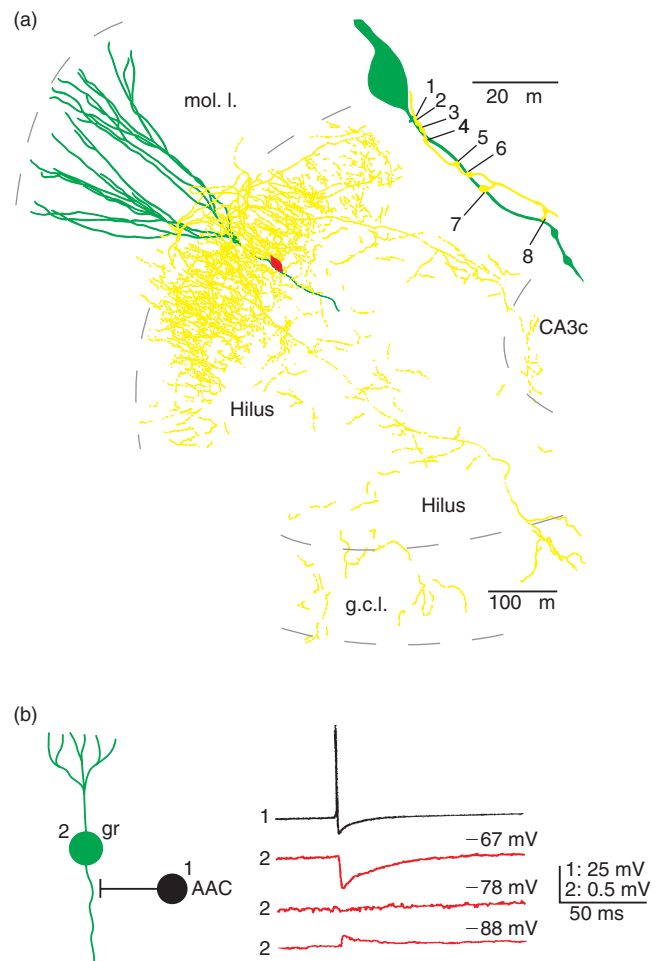 (a)
mol. l.
1
2
3
4
5
6
7
8
20 m
CA3c
Hilus
Hilus
g.c.l.
100 m
(b)
2 gr
1
AAC
1
−67 mV
2
−78 mV
2
−88 mV
2
1: 25 mV
2: 0.5 mV
50 ms